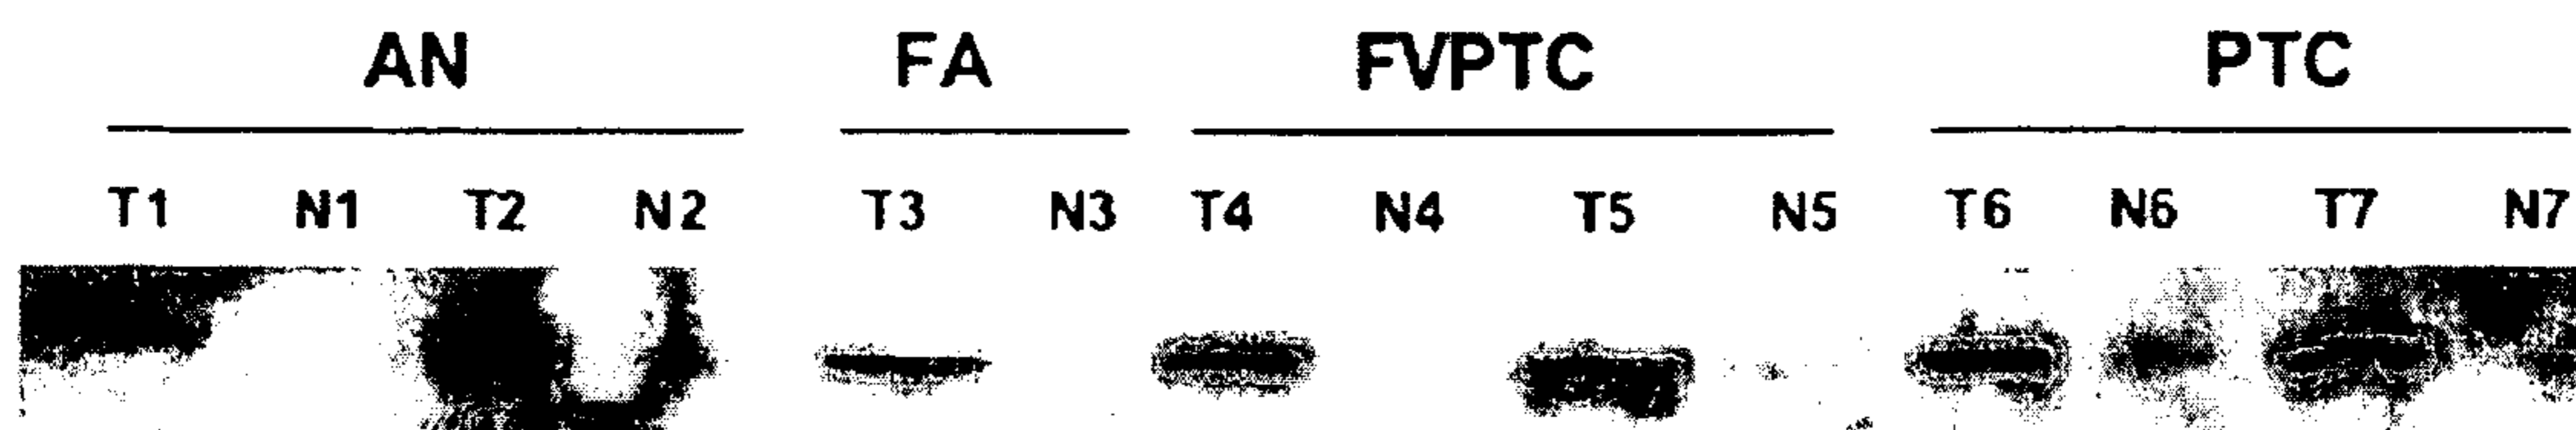 AN FA FVPTC PTC
T1 N1 T2 N2 T3 N3 T4 N4 T5 N5 T6 N6 T7 N7